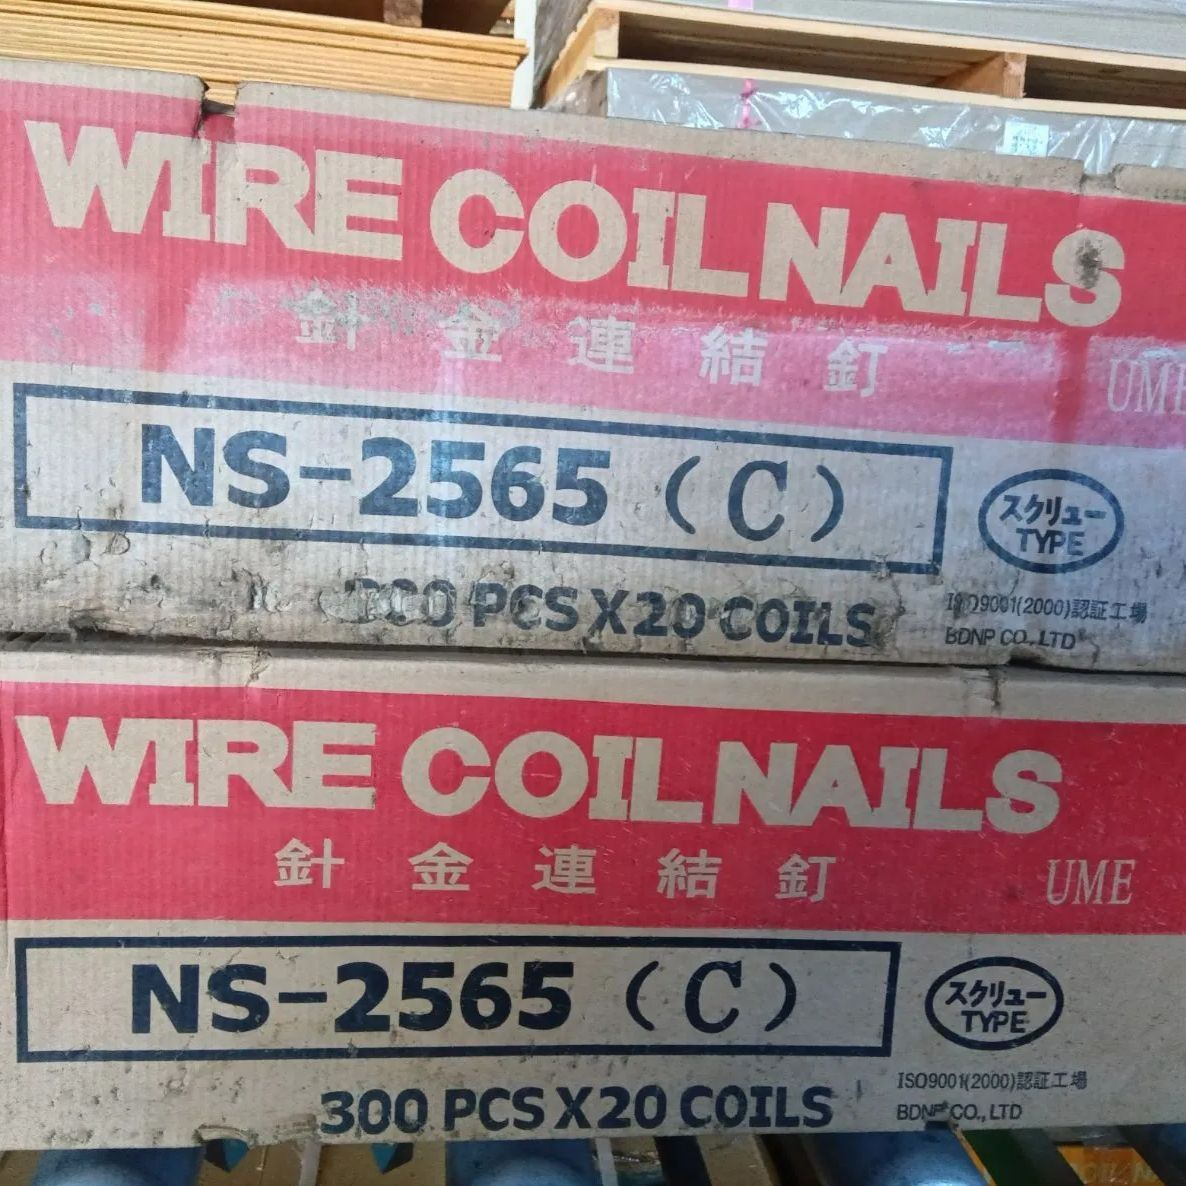 WIRE COIL NAILS
針金連結釘
UME
NS-2565(C)
スクリュー
TYPE
300 PCS X 20 COILS
ISO9001(2000)認証工場
BDNP CO., LTD
WIRE COIL NAILS
針金連結釘
UME
NS-2565(C)
スクリュー
TYPE
300 PCS X 20 COILS
ISO9001(2000)認証工場
BDNP CO., LTD